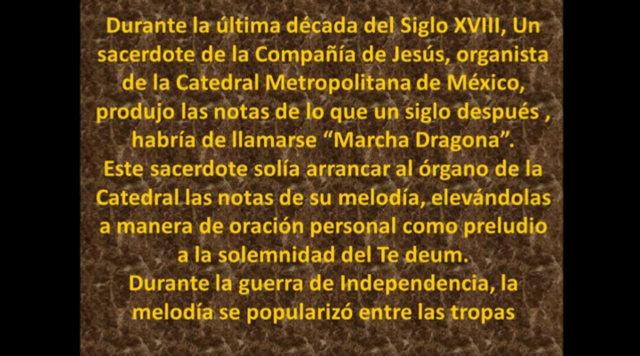 Durante la última década del Siglo XVIII, Un
sacerdote de la Compañía de Jesús, organista
de la Catedral Metropolitana de México,
produjo las notas de lo que un siglo después ,
habría de llamarse “Marcha Dragona”.
Este sacerdote solía arrancar al órgano de la
Catedral las notas de su melodía, elevándolas
a manera de oración personal como preludio
a la solemnidad del Te deum.
Durante la guerra de Independencia, la
melodía se popularizó entre las tropas